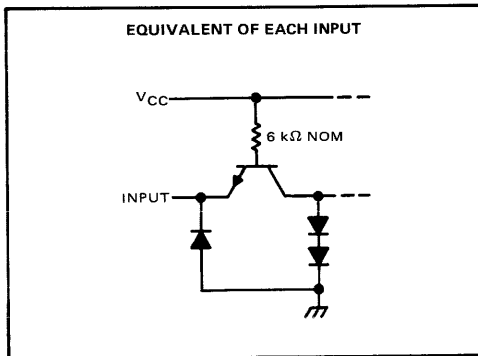 EQUIVALENT OF EACH INPUT
VCC
6 kΩ NOM
INPUT